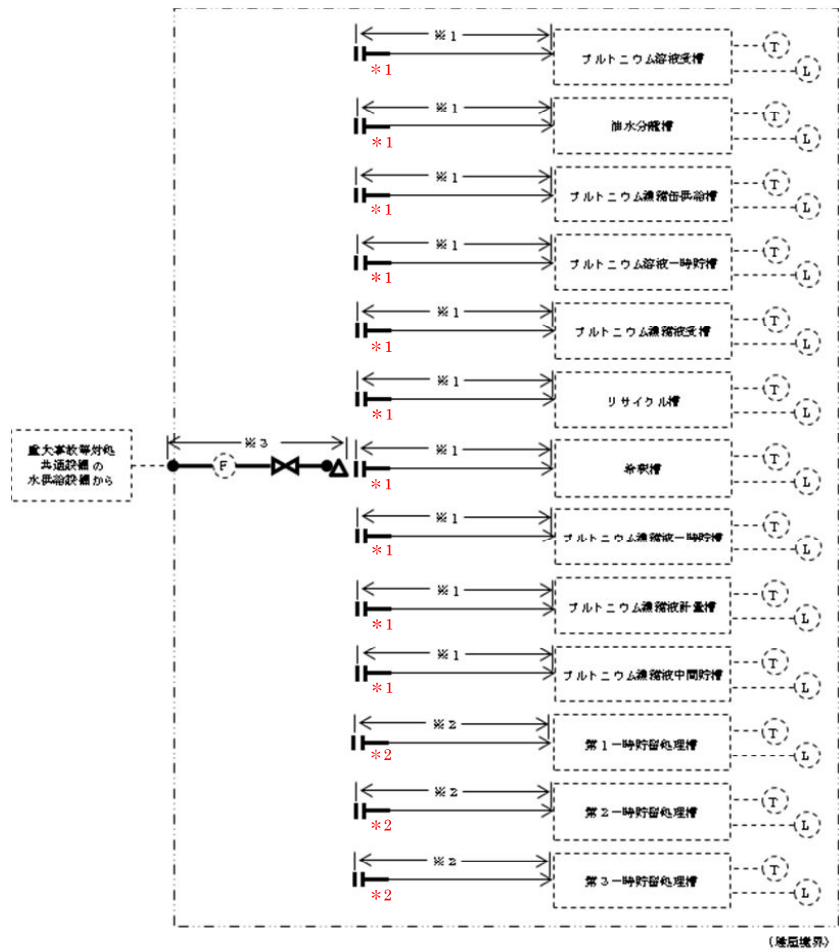 ※1
*1
プルトニウム溶液受槽
T
L
※1
*1
油水分離槽
T
L
※1
*1
プルトニウム濃縮缶供給槽
T
L
※1
*1
プルトニウム溶液一時貯槽
T
L
※1
*1
プルトニウム濃縮液受槽
T
L
※1
*1
リサイクル槽
T
L
重大事故等対処
共通設備の
水供給設備から
※3
F
※1
*1
希釈槽
T
L
※1
*1
プルトニウム濃縮液一時貯槽
T
L
※1
*1
プルトニウム濃縮液計量槽
T
L
※1
*1
プルトニウム濃縮液中間貯槽
T
L
※2
*2
第1一時貯留処理槽
T
L
※2
*2
第2一時貯留処理槽
T
L
※2
*2
第3一時貯留処理槽
T
L
(建屋境界)